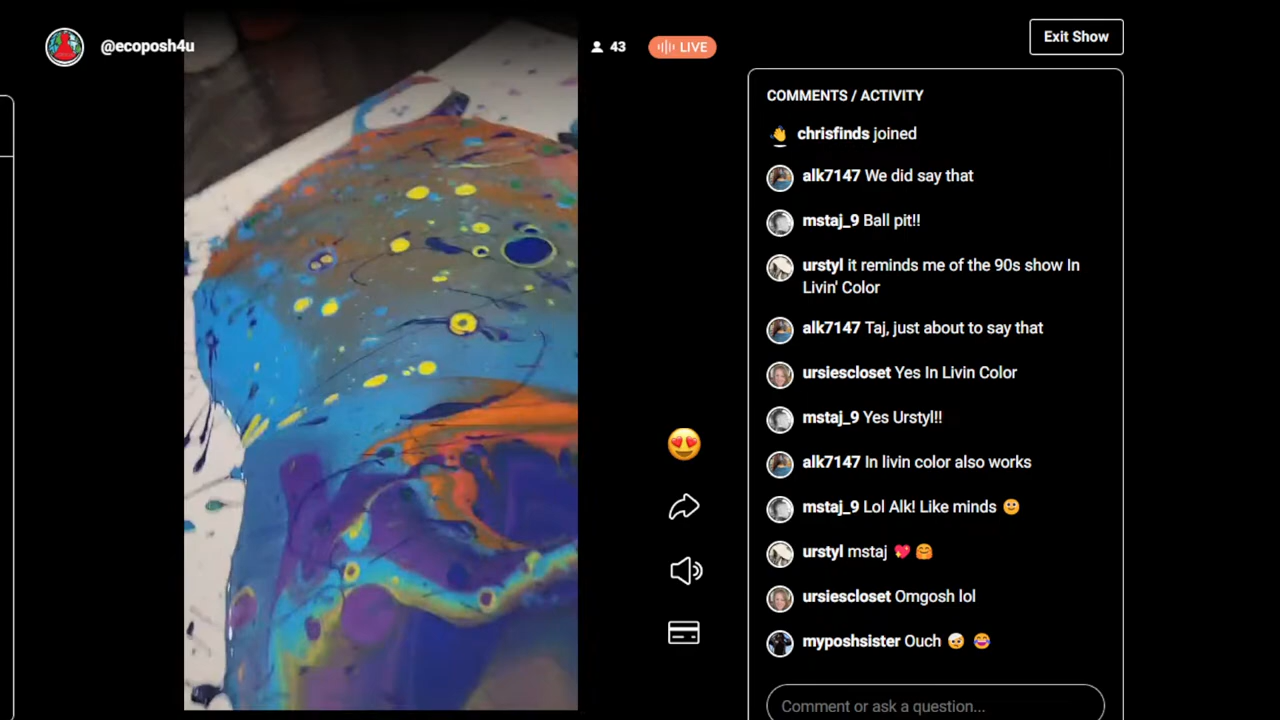 @ecoposh4u
43
LIVE
Exit Show
COMMENTS / ACTIVITY
chrisfinds joined
alk7147 We did say that
mstaj_9 Ball pit!!
urstyl it reminds me of the 90s show In
Livin' Color
alk7147 Taj, just about to say that
ursiescloset Yes In Livin Color
mstaj_9 Yes Urstyl!!
alk7147 In livin color also works
mstaj_9 Lol Alk! Like minds 🙂
urstyl mstaj 💖 🤗
ursiescloset Omgosh lol
myposhsister Ouch 🤕 😂
Comment or ask a question...